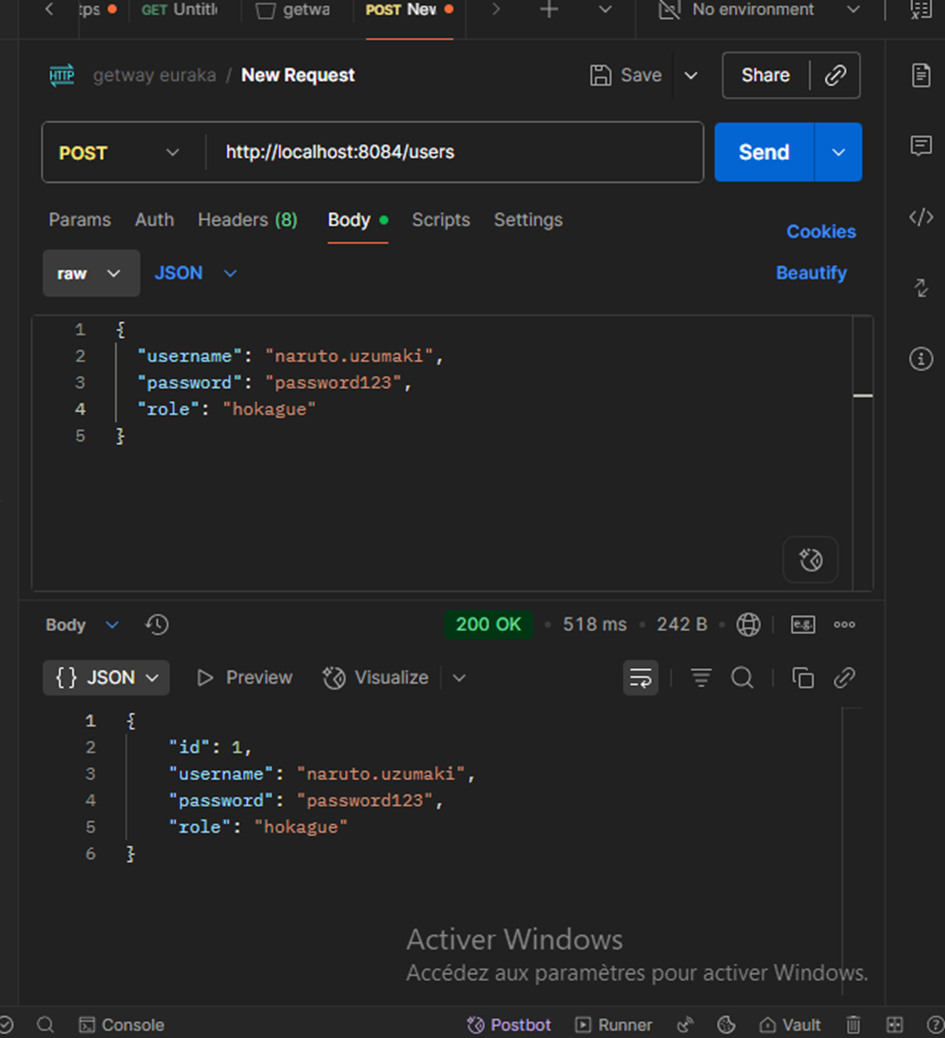 ps GET Untitl getwa POST New No environment
HTTP getway euraka / New Request Save Share
POST http://localhost:8084/users Send
Params Auth Headers (8) Body Scripts Settings
Cookies
raw JSON Beautify
1 {
2 "username": "naruto.uzumaki",
3 "password": "password123",
4 "role": "hokague"
5 }
Body 200 OK • 518 ms • 242 B • e.g.
{} JSON Preview Visualize
1 {
2 "id": 1,
3 "username": "naruto.uzumaki",
4 "password": "password123",
5 "role": "hokague"
6 }
Activer Windows
Accédez aux paramètres pour activer Windows.
Console Postbot Runner Vault